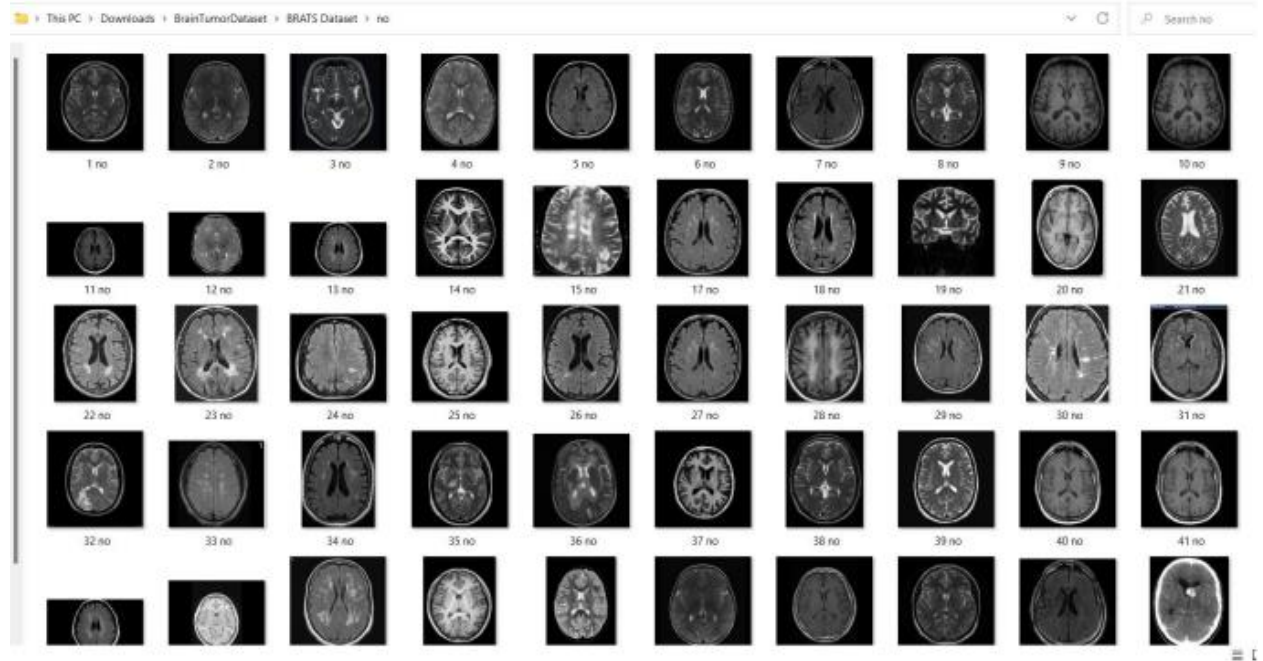 This PC > Downloads > BrainTumorDataset > BRATS Dataset > no
Search no
1 no 2 no 3 no 4 no 5 no 6 no 7 no 8 no 9 no 10 no
11 no 12 no 13 no 14 no 15 no 17 no 18 no 19 no 20 no 21 no
22 no 23 no 24 no 25 no 26 no 27 no 28 no 29 no 30 no 31 no
32 no 33 no 34 no 35 no 36 no 37 no 38 no 39 no 40 no 41 no